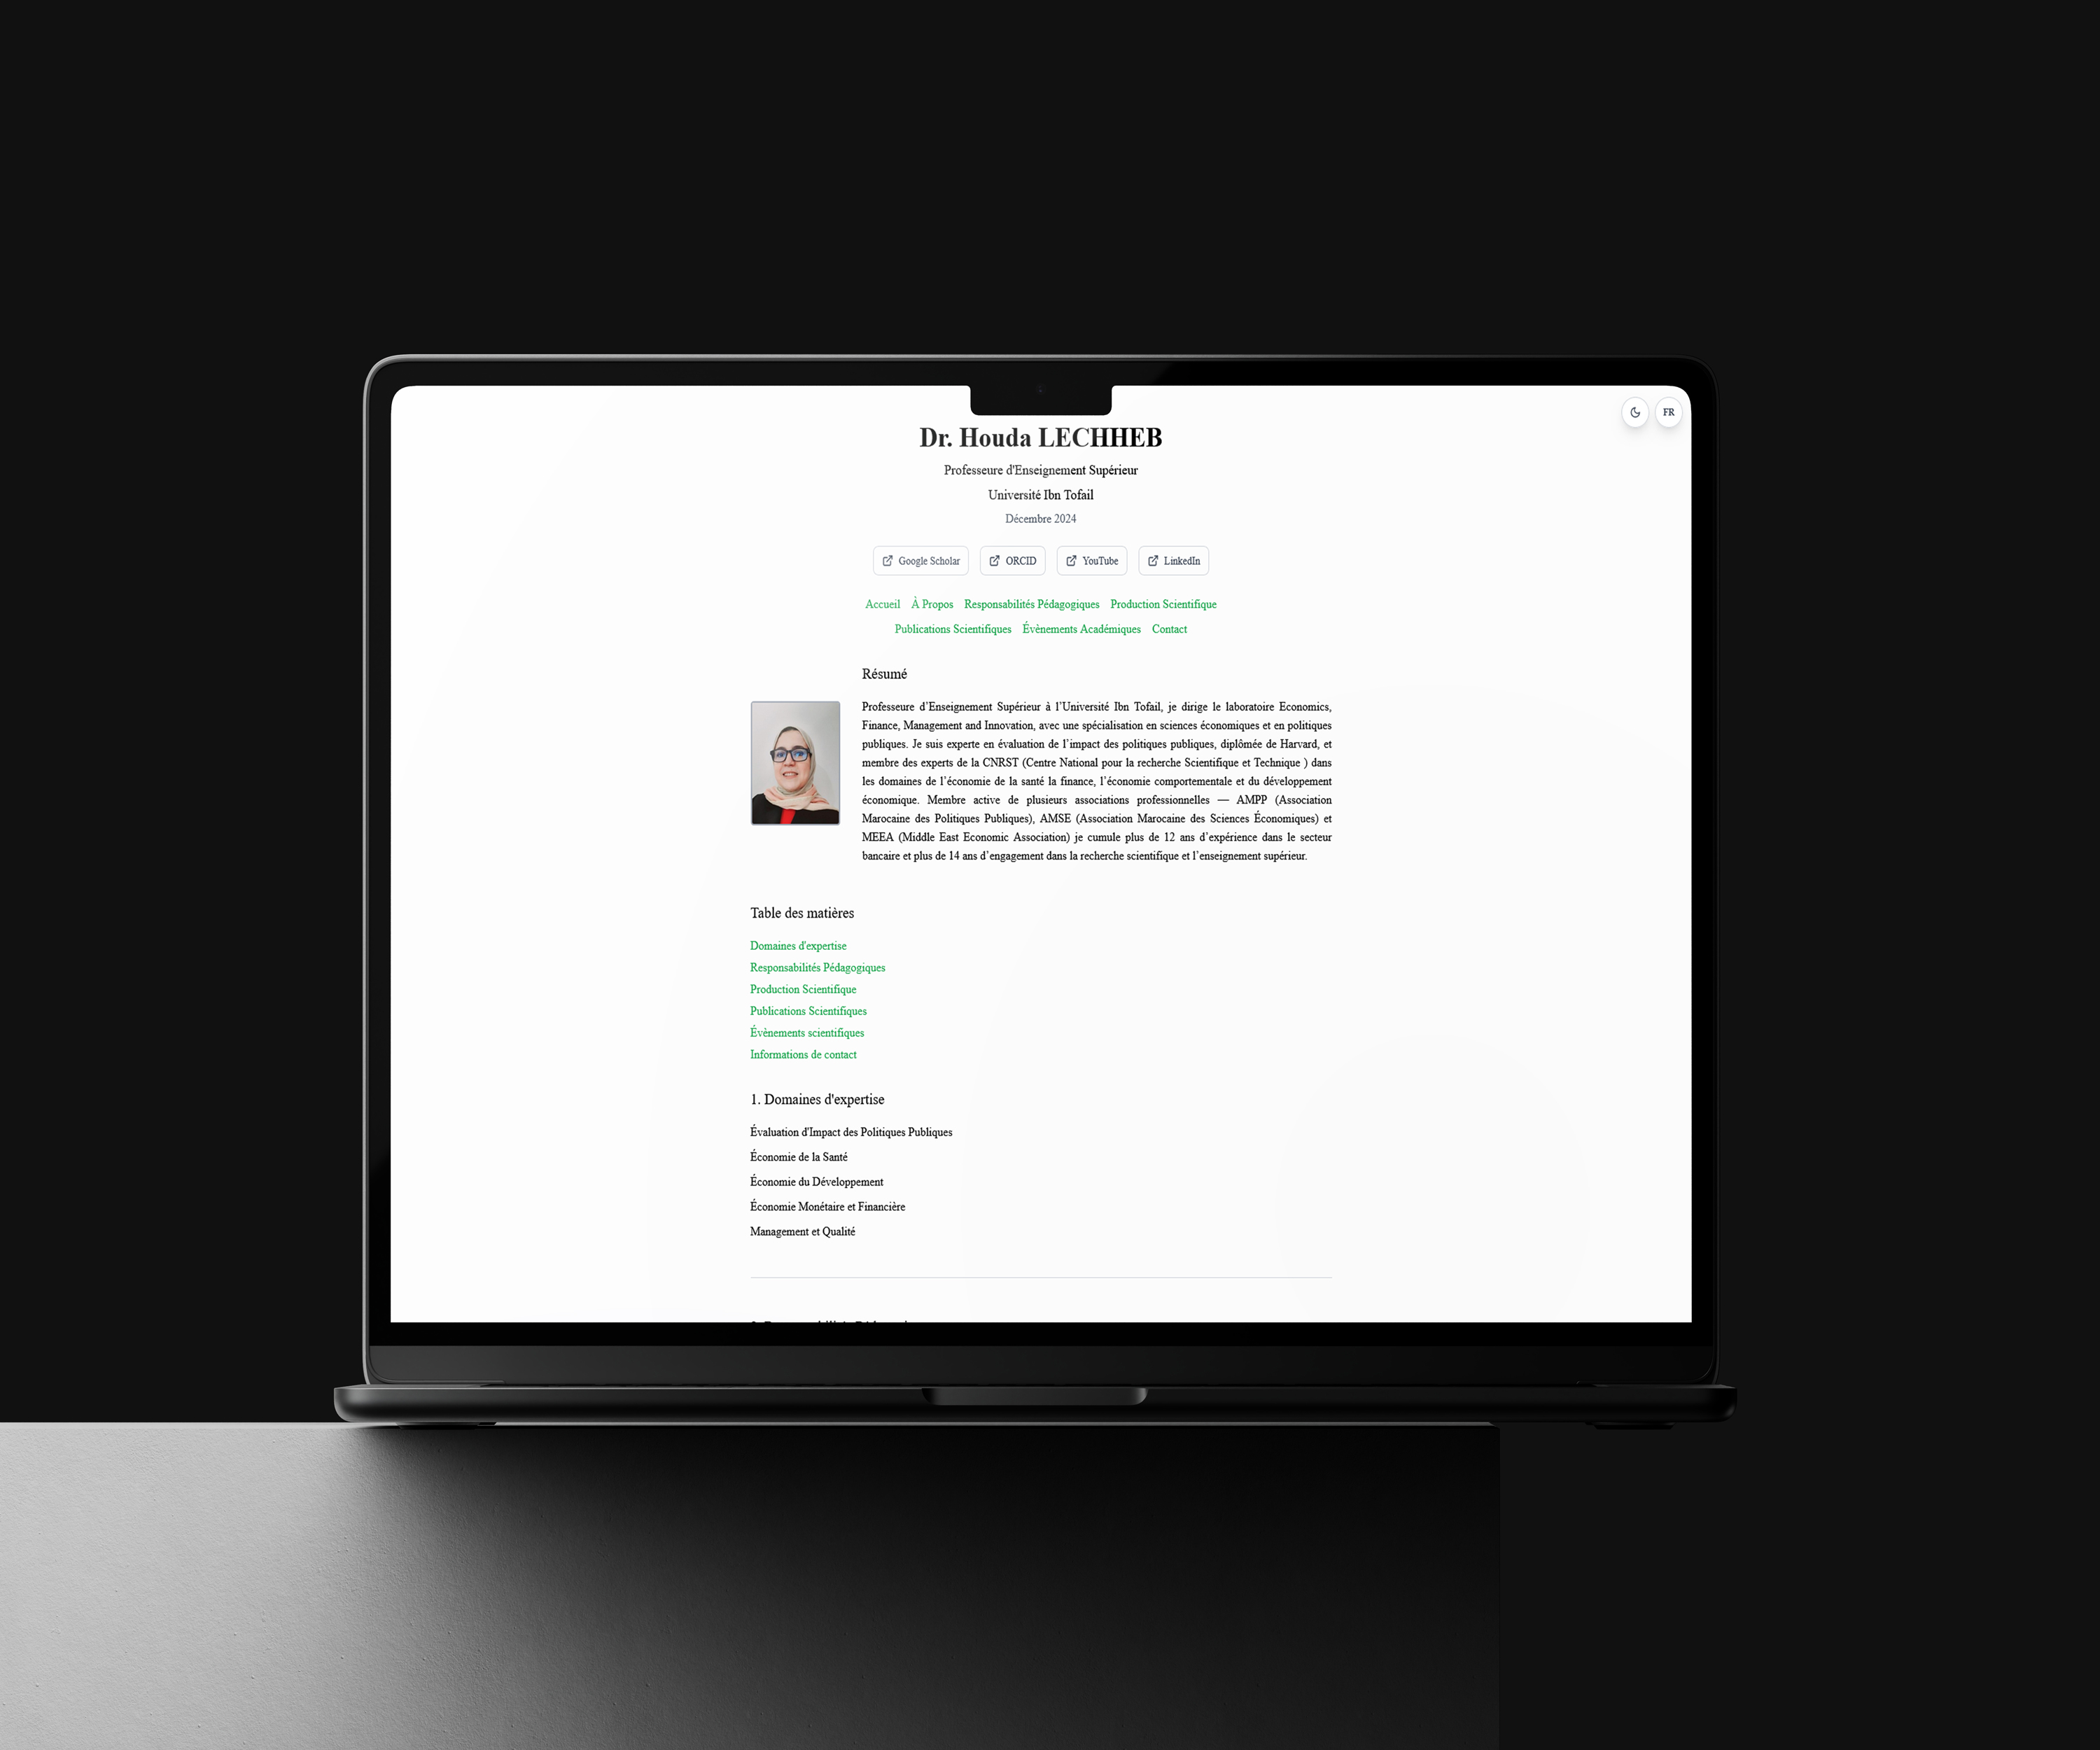 FR
Dr. Houda LECHHEB
Professeure d'Enseignement Supérieur
Université Ibn Tofail
Décembre 2024
Google Scholar ORCID YouTube LinkedIn
Accueil À Propos Responsabilités Pédagogiques Production Scientifique
Publications Scientifiques Évènements Académiques Contact
Résumé
Professeure d’Enseignement Supérieur à l’Université Ibn Tofail, je dirige le laboratoire Economics,
Finance, Management and Innovation, avec une spécialisation en sciences économiques et en politiques
publiques. Je suis experte en évaluation de l’impact des politiques publiques, diplômée de Harvard, et
membre des experts de la CNRST (Centre National pour la recherche Scientifique et Technique ) dans
les domaines de l’économie de la santé la finance, l’économie comportementale et du développement
économique. Membre active de plusieurs associations professionnelles — AMPP (Association
Marocaine des Politiques Publiques), AMSE (Association Marocaine des Sciences Économiques) et
MEEA (Middle East Economic Association) je cumule plus de 12 ans d’expérience dans le secteur
bancaire et plus de 14 ans d’engagement dans la recherche scientifique et l’enseignement supérieur.
Table des matières
Domaines d'expertise
Responsabilités Pédagogiques
Production Scientifique
Publications Scientifiques
Évènements scientifiques
Informations de contact
1. Domaines d'expertise
Évaluation d'Impact des Politiques Publiques
Économie de la Santé
Économie du Développement
Économie Monétaire et Financière
Management et Qualité